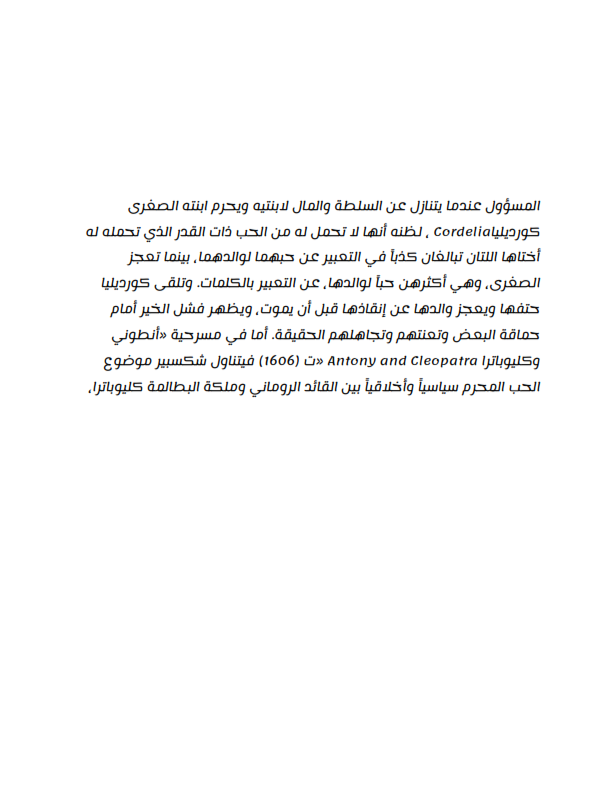 المسؤول عندما يتنازل عن السلطة والمال لابنتيه ويحرم ابنته الصغرى
كورديلياCordelia ، لظنه أنها لا تحمل له من الحب ذات القدر الذي تحمله له
أختاها اللتان تبالغان كذباً في التعبير عن حبهما لوالدهما، بينما تعجز
الصغرى، وهي أكثرهن حباً لوالدها، عن التعبير بالكلمات. وتلقى كورديليا
حتفها ويعجز والدها عن إنقاذها قبل أن يموت، ويظهر فشل الخير أمام
حماقة البعض وتعنتهم وتجاهلهم الحقيقة. أما في مسرحية «أنطوني
وكليوباترا Antony and Cleopatra «ت (1606) فيتناول شكسبير موضوع
الحب المحرم سياسياً وأخلاقياً بين القائد الروماني وملكة البطالمة كليوباترا،